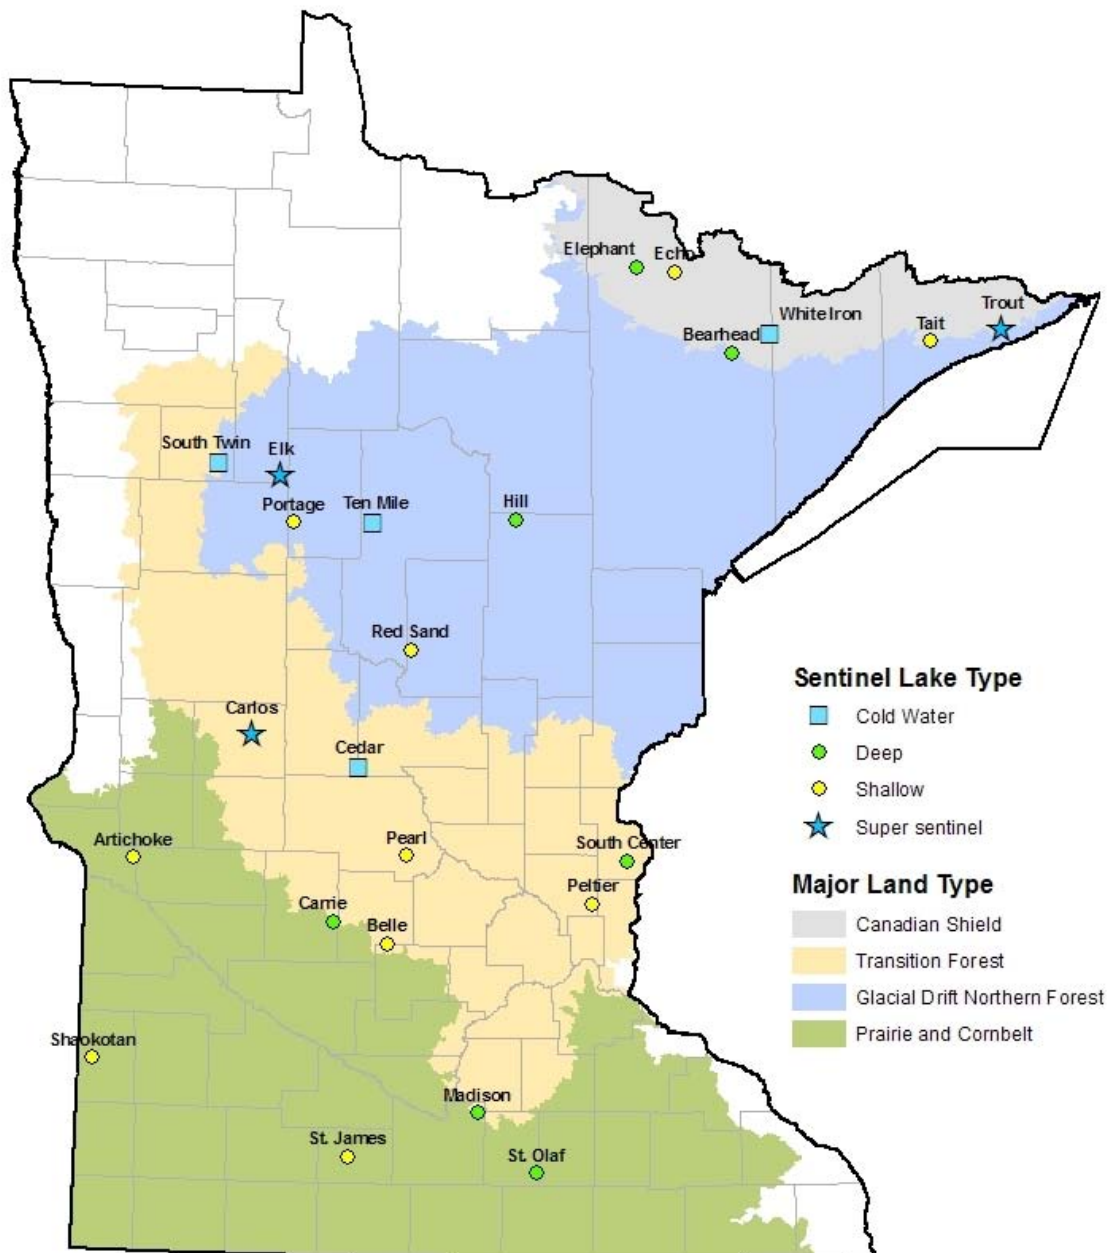 Elephant
Echo
White Iron
Trout
Bearhead
Tait
South Twin
Elk
Portage
Ten Mile
Hill
Red Sand
Carlos
Cedar
Artichoke
Pearl
South Center
Peltier
Carrie
Belle
Shaokotan
Madison
St. James
St. Olaf
Sentinel Lake Type
Cold Water
Deep
Shallow
Super sentinel
Major Land Type
Canadian Shield
Transition Forest
Glacial Drift Northern Forest
Prairie and Cornbelt